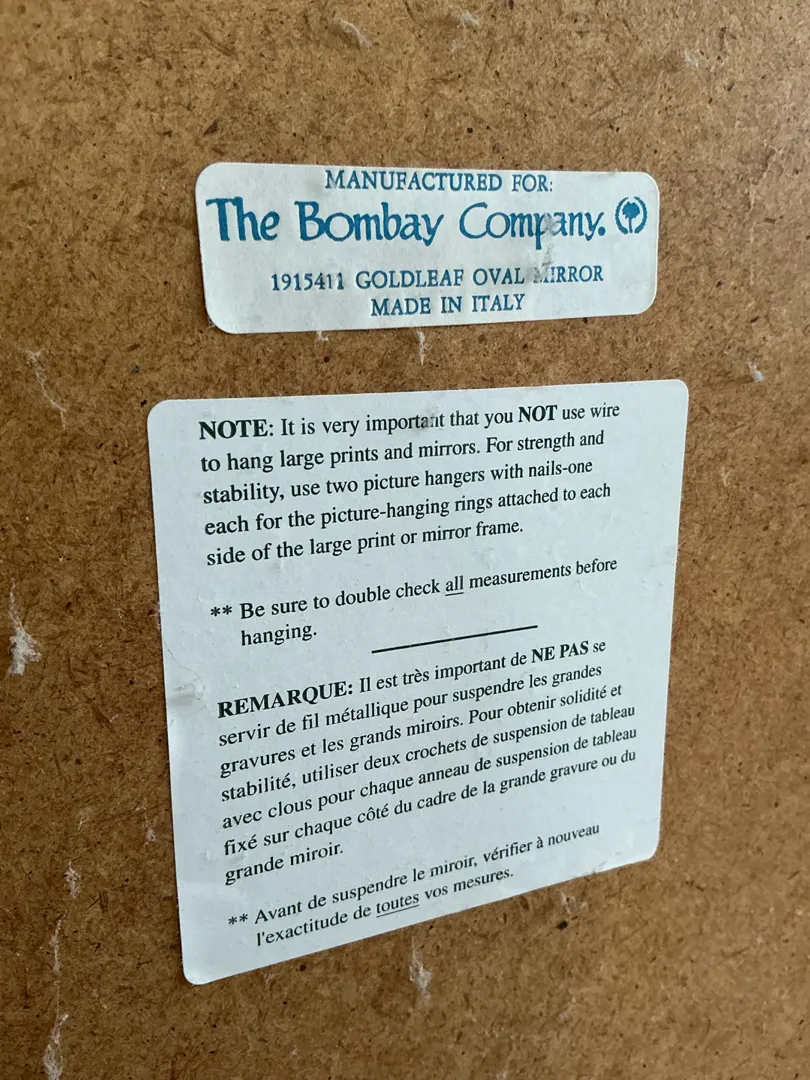 MANUFACTURED FOR:
The Bombay Company.
1915411 GOLDLEAF OVAL MIRROR
MADE IN ITALY
NOTE: It is very important that you NOT use wire
to hang large prints and mirrors. For strength and
stability, use two picture hangers with nails-one
each for the picture-hanging rings attached to each
side of the large print or mirror frame.
** Be sure to double check all measurements before
hanging.
REMARQUE: Il est très important de NE PAS se
servir de fil métallique pour suspendre les grandes
gravures et les grands miroirs. Pour obtenir solidité et
stabilité, utiliser deux crochets de suspension de tableau
avec clous pour chaque anneau de suspension de tableau
fixé sur chaque côté du cadre de la grande gravure ou du
grande miroir.
** Avant de suspendre le miroir, vérifier à nouveau
l'exactitude de toutes vos mesures.